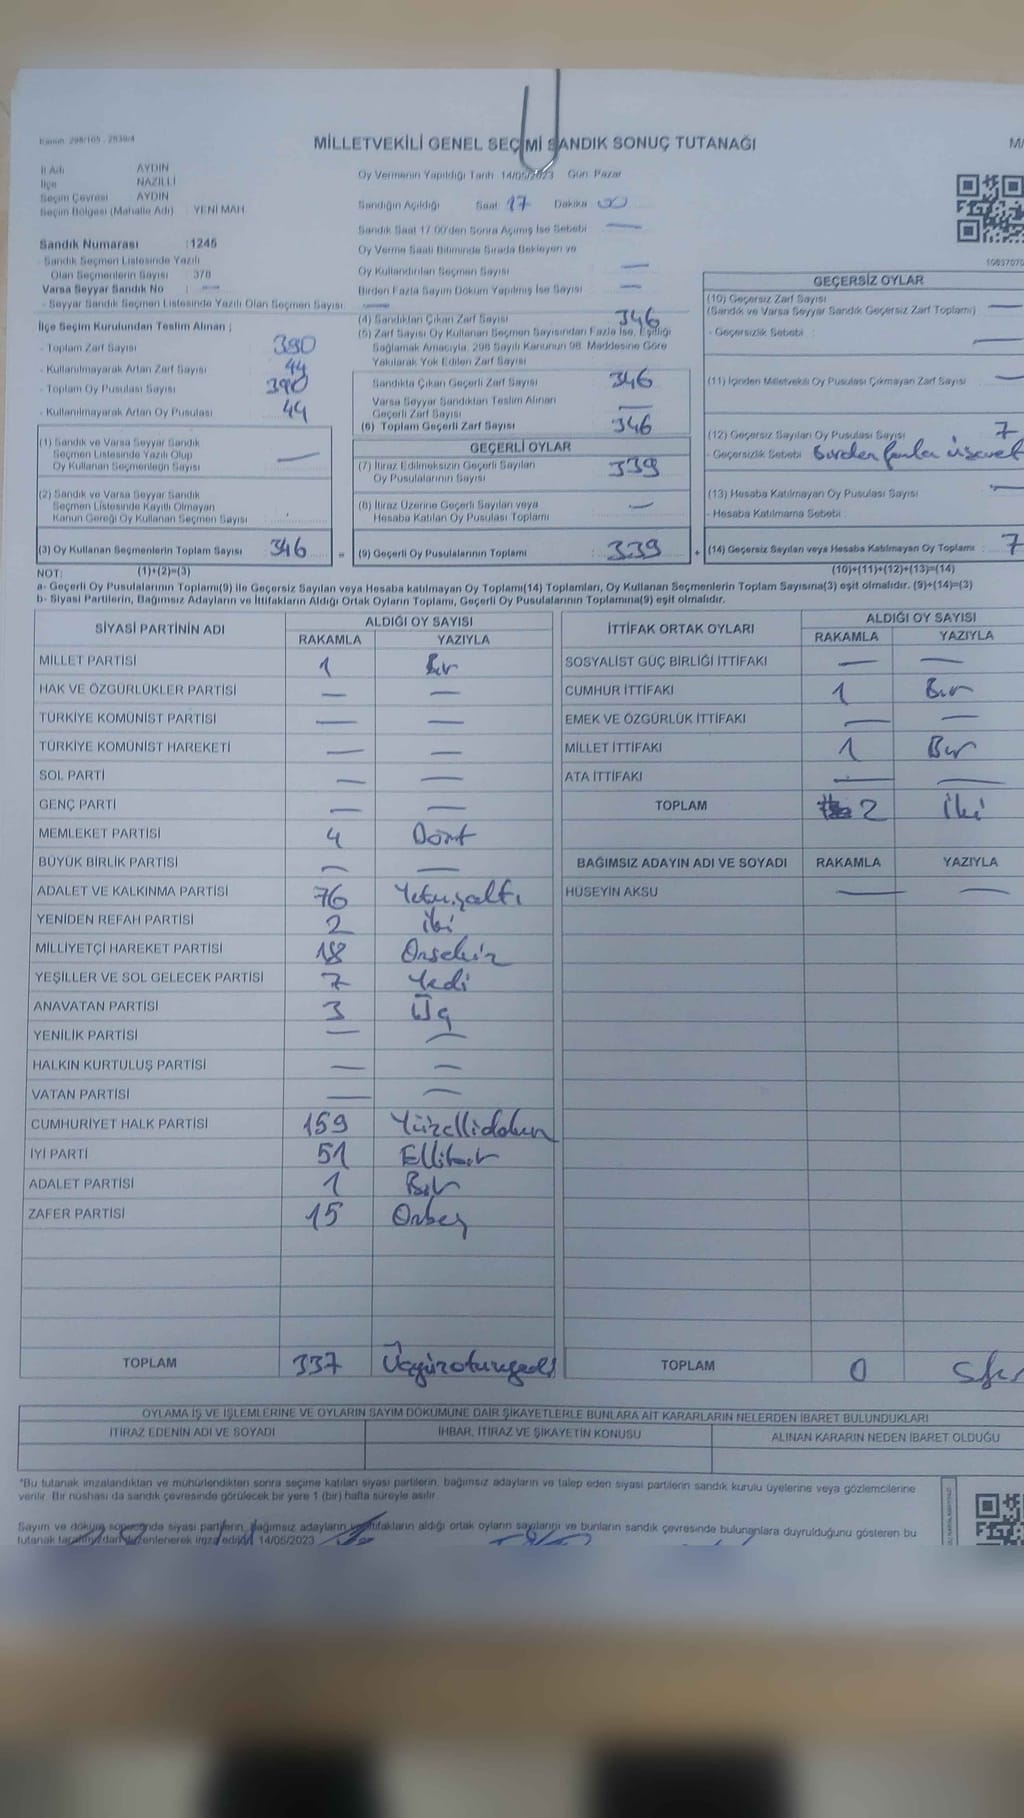 Kanun: 298/105 - 2839/4
MİLLETVEKİLİ GENEL SEÇİMİ SANDIK SONUÇ TUTANAĞI
İl Adı AYDIN
İlçe NAZİLLİ
Seçim Çevresi AYDIN
Seçim Bölgesi (Mahalle Adı) : YENİ MAH.
Oy Vermenin Yapıldığı Tarih 14/05/2023 Gün: Pazar
Sandığın Açıldığı Saat: 17 Dakika 00
Sandık Saat 17.00'den Sonra Açımış İse Sebebi —
Oy Verme Saati Bitiminde Sırada Bekleyen ve
Oy Kullandırılan Seçmen Sayısı —
Birden Fazla Sayım Döküm Yapılmış İse Sayısı —
Sandık Numarası :1245
Sandık Seçmen Listesinde Yazılı
Olan Seçmenlerin Sayısı : 378
Varsa Seyyar Sandık No : —
- Seyyar Sandık Seçmen Listesinde Yazılı Olan Seçmen Sayısı: —
İlçe Seçim Kurulundan Teslim Alınan ;
- Toplam Zarf Sayısı 390
- Kullanılmayarak Artan Zarf Sayısı 44
- Toplam Oy Pusulası Sayısı 390
- Kullanılmayarak Artan Oy Pusulası 44
(1) Sandık ve Varsa Seyyar Sandık
Seçmen Listesinde Yazılı Olup
Oy Kullanan Seçmenlerin Sayısı —
(2) Sandık ve Varsa Seyyar Sandık
Seçmen Listesinde Kayıtlı Olmayan
Kanun Gereği Oy Kullanan Seçmen Sayısı
(3) Oy Kullanan Seçmenlerin Toplam Sayısı 346
(1)+(2)=(3)
(4) Sandıktan Çıkan Zarf Sayısı 346
(5) Zarf Sayısı Oy Kullanan Seçmen Sayısından Fazla İse, Eşitliği
Sağlamak Amacıyla, 298 Sayılı Kanunun 98. Maddesine Göre
Yakılarak Yok Edilen Zarf Sayısı
Sandıkta Çıkan Geçerli Zarf Sayısı 346
Varsa Seyyar Sandıktan Teslim Alınan
Geçerli Zarf Sayısı —
(6) Toplam Geçerli Zarf Sayısı 346
GEÇERLİ OYLAR
(7) İtiraz Edilmeksizin Geçerli Sayılan
Oy Pusulasının Sayısı : 339
(8) İtiraz Üzerine Geçerli Sayılan veya
Hesaba Katılan Oy Pusulası Toplamı —
= (9) Geçerli Oy Pusulalarının Toplamı : 339
GEÇERSİZ OYLAR
(10) Geçersiz Zarf Sayısı
(Sandık ve Varsa Seyyar Sandık Geçersiz Zarf Toplamı) —
- Geçersizlik Sebebi : —
(11) İçinden Milletvekili Oy Pusulası Çıkmayan Zarf Sayısı —
(12) Geçersiz Sayılan Oy Pusulası Sayısı 7
- Geçersizlik Sebebi birden fazla
(13) Hesaba Katılmayan Oy Pusulası Sayısı —
- Hesaba Katılmama Sebebi :
+ (14) Geçersiz Sayılan veya Hesaba Katılmayan Oy Toplamı : 7
(10)+(11)+(12)+(13)=(14)
NOT:
a- Geçerli Oy Pusulalarının Toplamı(9) ile Geçersiz Sayılan veya Hesaba katılmayan Oy Toplamı(14) Toplamları, Oy Kullanan Seçmenlerin Toplam Sayısına(3) eşit olmalıdır. (9)+(14)=(3)
b- Siyasi Partilerin, Bağımsız Adayların ve İttifakların Aldığı Ortak Oyların Toplamı, Geçerli Oy Pusulalarının Toplamına(9) eşit olmalıdır.
SİYASİ PARTİNİN ADI ALDIĞI OY SAYISI
RAKAMLA YAZIYLA
MİLLET PARTİSİ 1 Bir
HAK VE ÖZGÜRLÜKLER PARTİSİ — —
TÜRKİYE KOMÜNİST PARTİSİ — —
TÜRKİYE KOMÜNİST HAREKETİ — —
SOL PARTİ — —
GENÇ PARTİ — —
MEMLEKET PARTİSİ 4 Dört
BÜYÜK BİRLİK PARTİSİ — —
ADALET VE KALKINMA PARTİSİ 76 Yetmişaltı
YENİDEN REFAH PARTİSİ 2 iki
MİLLİYETÇİ HAREKET PARTİSİ 18 Onsekiz
YEŞİLLER VE SOL GELECEK PARTİSİ 7 Yedi
ANAVATAN PARTİSİ 3 Üç
YENİLİK PARTİSİ — —
HALKIN KURTULUŞ PARTİSİ — —
VATAN PARTİSİ — —
CUMHURİYET HALK PARTİSİ 159 Yüzellidokuz
İYİ PARTİ 51 Ellibir
ADALET PARTİSİ 1 Bir
ZAFER PARTİSİ 15 Onbeş
TOPLAM 337 Üçyüzotuzyedi
İTTİFAK ORTAK OYLARI ALDIĞI OY SAYISI
RAKAMLA YAZIYLA
SOSYALİST GÜÇ BİRLİĞİ İTTİFAKI — —
CUMHUR İTTİFAKI 1 Bir
EMEK VE ÖZGÜRLÜK İTTİFAKI — —
MİLLET İTTİFAKI 1 Bir
ATA İTTİFAKI — —
TOPLAM 2 İki
BAĞIMSIZ ADAYIN ADI VE SOYADI RAKAMLA YAZIYLA
HÜSEYİN AKSU — —
TOPLAM 0
OYLAMA İŞ VE İŞLEMLERİNE VE OYLARIN SAYIM DÖKÜMÜNE DAİR ŞİKAYETLERLE BUNLARA AİT KARARLARIN NELERDEN İBARET BULUNDUKLARI
İTİRAZ EDENİN ADI VE SOYADI İHBAR, İTİRAZ VE ŞİKAYETİN KONUSU ALINAN KARARIN NEDEN İBARET OLDUĞU
*Bu tutanak imzalandıktan ve mühürlendikten sonra seçime katılan siyasi partilerin, bağımsız adayların ve talep eden siyasi partilerin sandık kurulu üyelerine veya gözlemcilerine
verilir. Bir nüshası da sandık çevresinde görülecek bir yere 1 (bir) hafta süreyle asılır.
Sayım ve döküm sonucunda siyasi partilerin, bağımsız adayların ve ittifakların aldığı ortak oyların sayılarını ve bunların sandık çevresinde bulunanlara duyrulduğunu gösteren bu
tutanak tarafımızdan düzenlenerek imza edildi. 14/05/2023